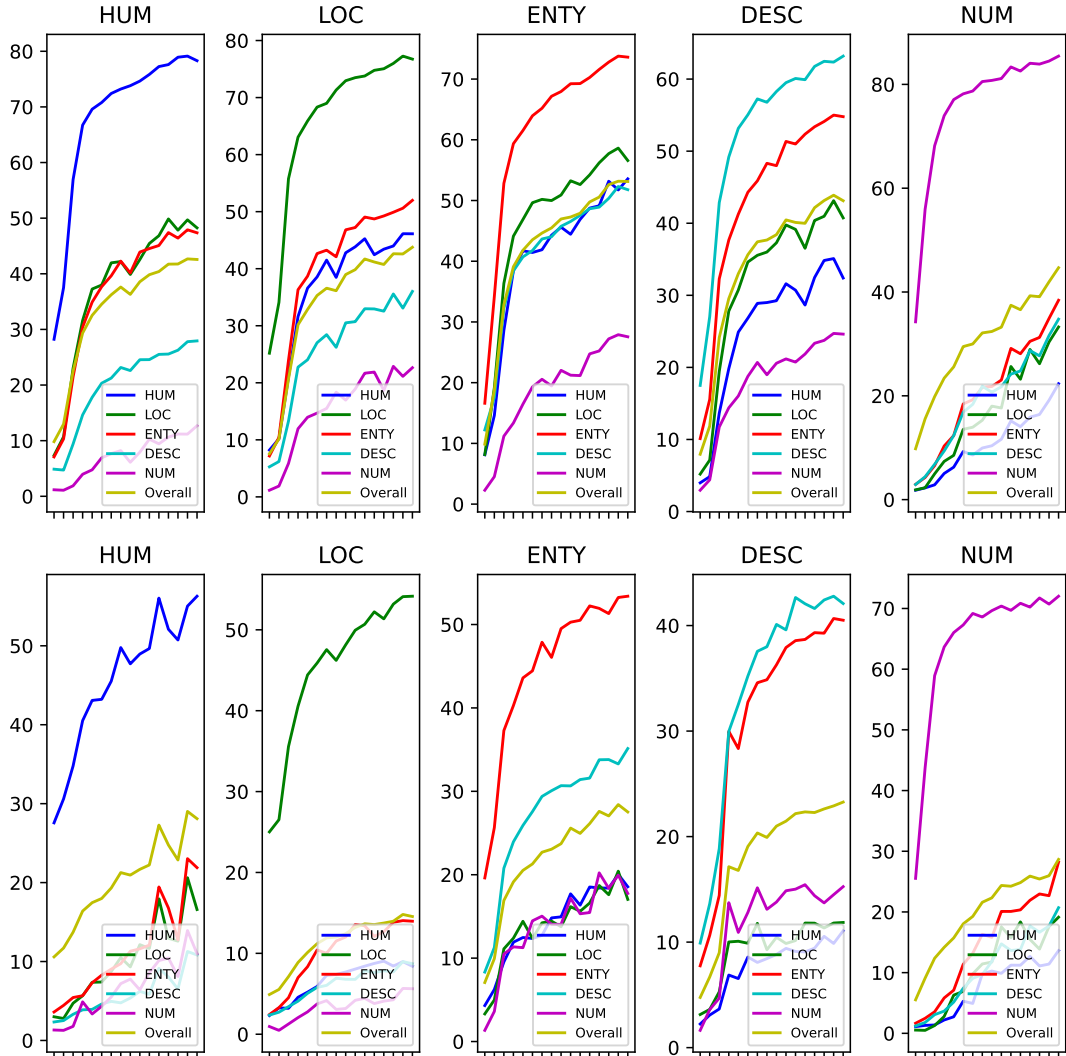 HUM LOC ENTY DESC NUM
80 70 60 50 40 30 20 10 0
HUM
LOC
ENTY
DESC
NUM
Overall
80 70 60 50 40 30 20 10 0
HUM
LOC
ENTY
DESC
NUM
Overall
70 60 50 40 30 20 10 0
HUM
LOC
ENTY
DESC
NUM
Overall
60 50 40 30 20 10 0
HUM
LOC
ENTY
DESC
NUM
Overall
80 60 40 20 0
HUM
LOC
ENTY
DESC
NUM
Overall
HUM LOC ENTY DESC NUM
50 40 30 20 10 0
HUM
LOC
ENTY
DESC
NUM
Overall
50 40 30 20 10 0
HUM
LOC
ENTY
DESC
NUM
Overall
50 40 30 20 10 0
HUM
LOC
ENTY
DESC
NUM
Overall
40 30 20 10 0
HUM
LOC
ENTY
DESC
NUM
Overall
70 60 50 40 30 20 10 0
HUM
LOC
ENTY
DESC
NUM
Overall